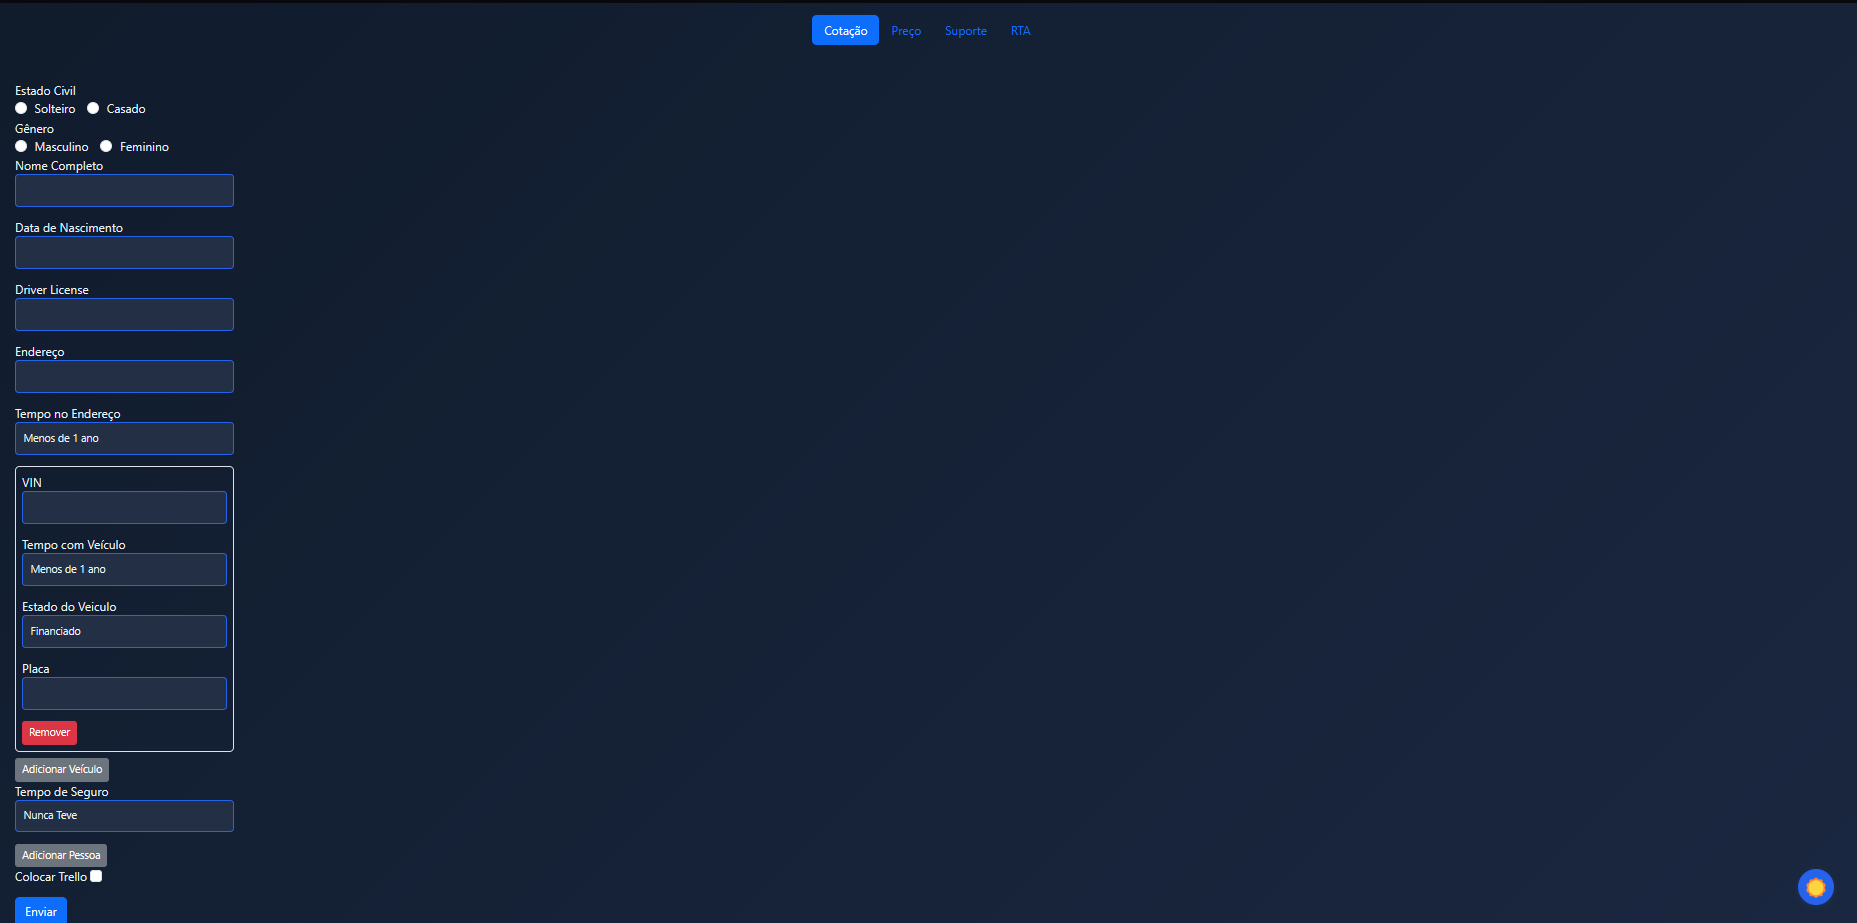 Cotação Preço Suporte RTA
Estado Civil
Solteiro Casado
Gênero
Masculino Feminino
Nome Completo
Data de Nascimento
Driver License
Endereço
Tempo no Endereço
Menos de 1 ano
VIN
Tempo com Veículo
Menos de 1 ano
Estado do Veiculo
Financiado
Placa
Remover
Adicionar Veículo
Tempo de Seguro
Nunca Teve
Adicionar Pessoa
Colocar Trello
Enviar